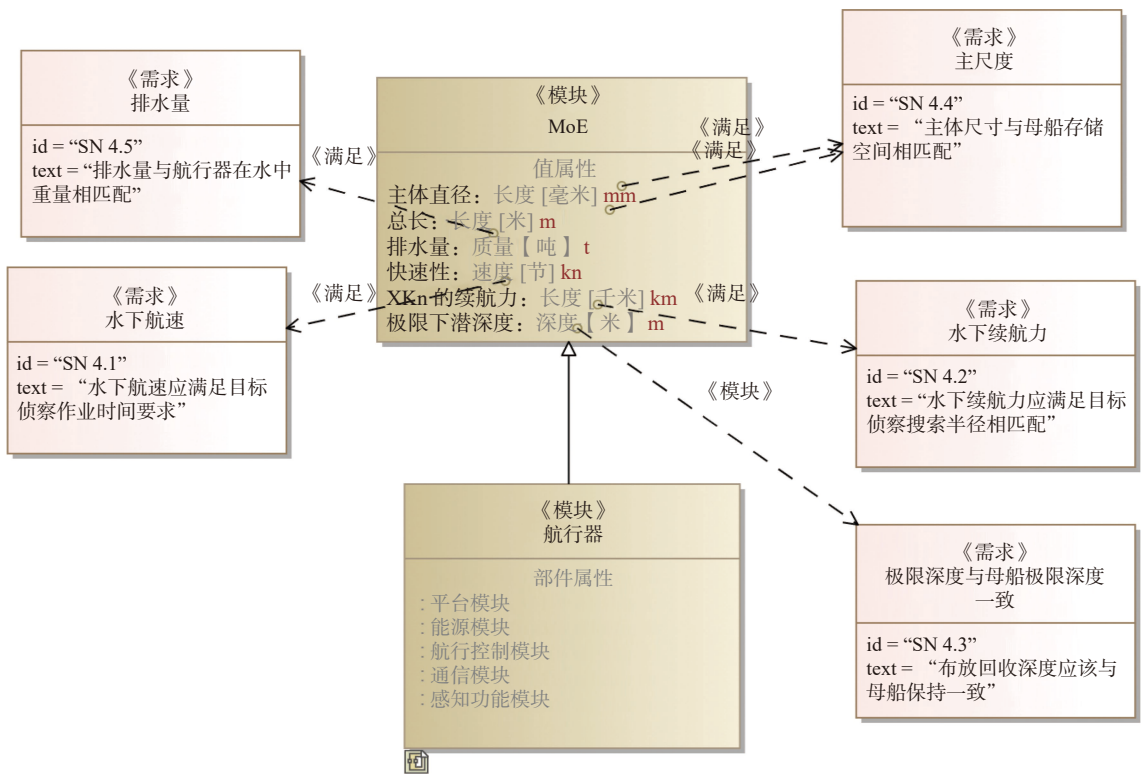 《需求》
排水量
id = “SN 4.5”
text = “排水量与航行器在水中
重量相匹配”
《满足》
《需求》
水下航速
id = “SN 4.1”
text = “水下航速应满足目标
侦察作业时间要求”
《满足》
《模块》
MoE
值属性
主体直径：长度 [毫米] mm
总长：长度 [米] m
排水量：质量【吨】t
快速性：速度 [节] kn
XKn 的续航力：长度 [千米] km
极限下潜深度：深度【米】m
《满足》
《满足》
《需求》
主尺度
id = “SN 4.4”
text = “主体尺寸与母船存储
空间相匹配”
《满足》
《需求》
水下续航力
id = “SN 4.2”
text = “水下续航力应满足目标
侦察搜索半径相匹配”
《模块》
《需求》
极限深度与母船极限深度
一致
id = “SN 4.3”
text = “布放回收深度应该与
母船保持一致”
《模块》
航行器
部件属性
: 平台模块
: 能源模块
: 航行控制模块
: 通信模块
: 感知功能模块